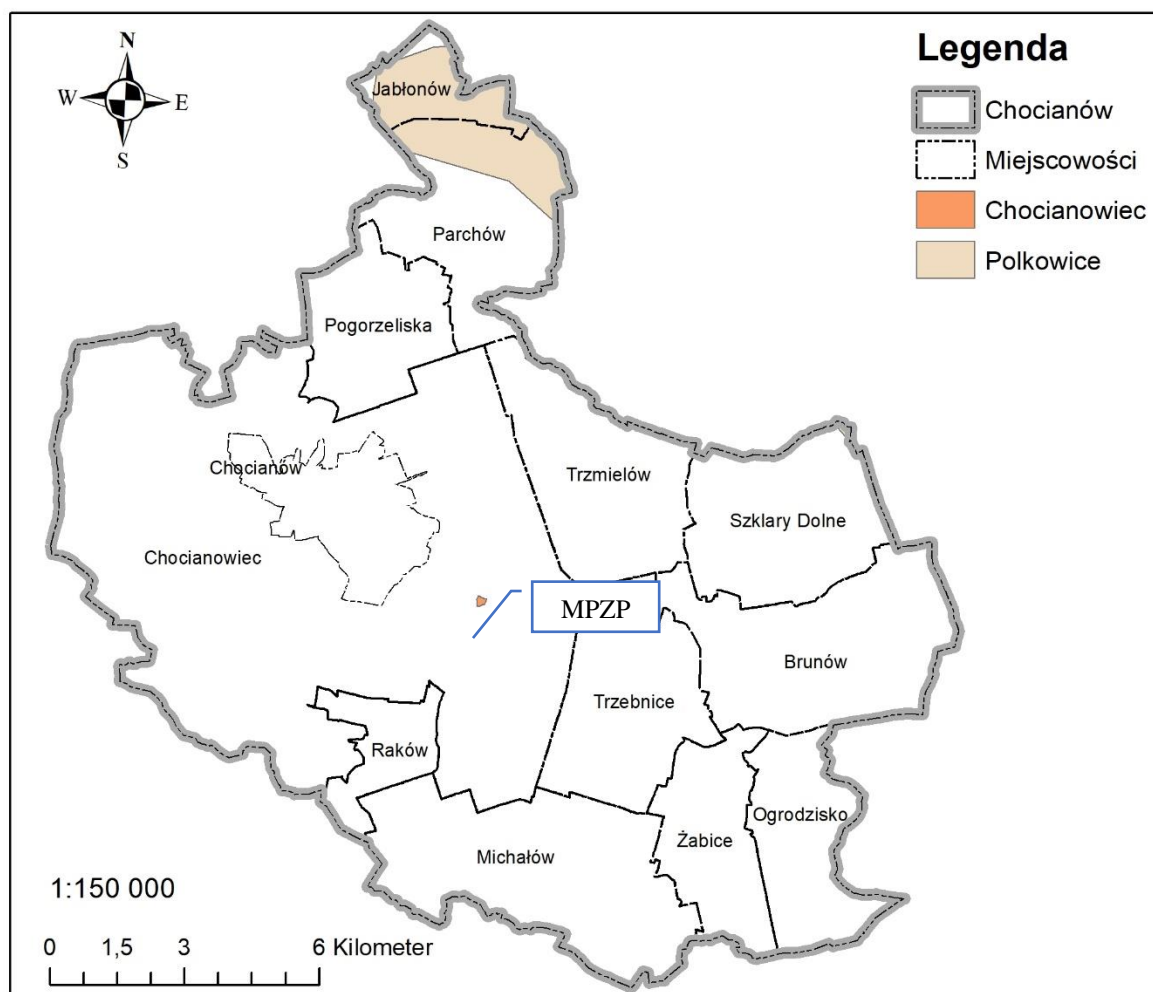 N
W
E
S
Legenda
Chocianów
Miejscowości
Chocianowiec
Polkowice
Jabłonów
Parchów
Pogorzeliska
Chocianów
Trzmielów
Szklary Dolne
Chocianowiec
MPZP
Brunów
Trzebnice
Raków
Ogrodzisko
Żabice
Michałów
1:150 000
0 1,5 3 6 Kilometer